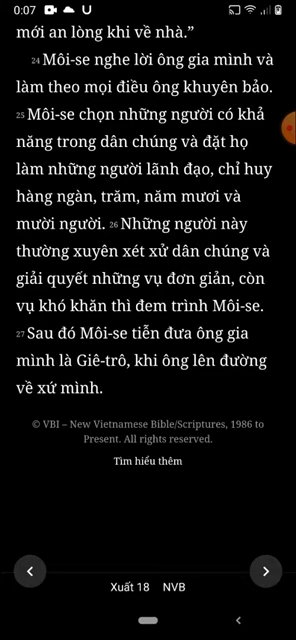 0:07
mới an lòng khi về nhà.”
24 Môi-se nghe lời ông gia mình và
làm theo mọi điều ông khuyên bảo.
25 Môi-se chọn những người có khả
năng trong dân chúng và đặt họ
làm những người lãnh đạo, chỉ huy
hàng ngàn, trăm, năm mươi và
mười người. 26 Những người này
thường xuyên xét xử dân chúng và
giải quyết những vụ đơn giản, còn
vụ khó khăn thì đem trình Môi-se.
27 Sau đó Môi-se tiễn đưa ông gia
mình là Giê-trô, khi ông lên đường
về xứ mình.
© VBI – New Vietnamese Bible/Scriptures, 1986 to
Present. All rights reserved.
Tìm hiểu thêm
Xuất 18 NVB